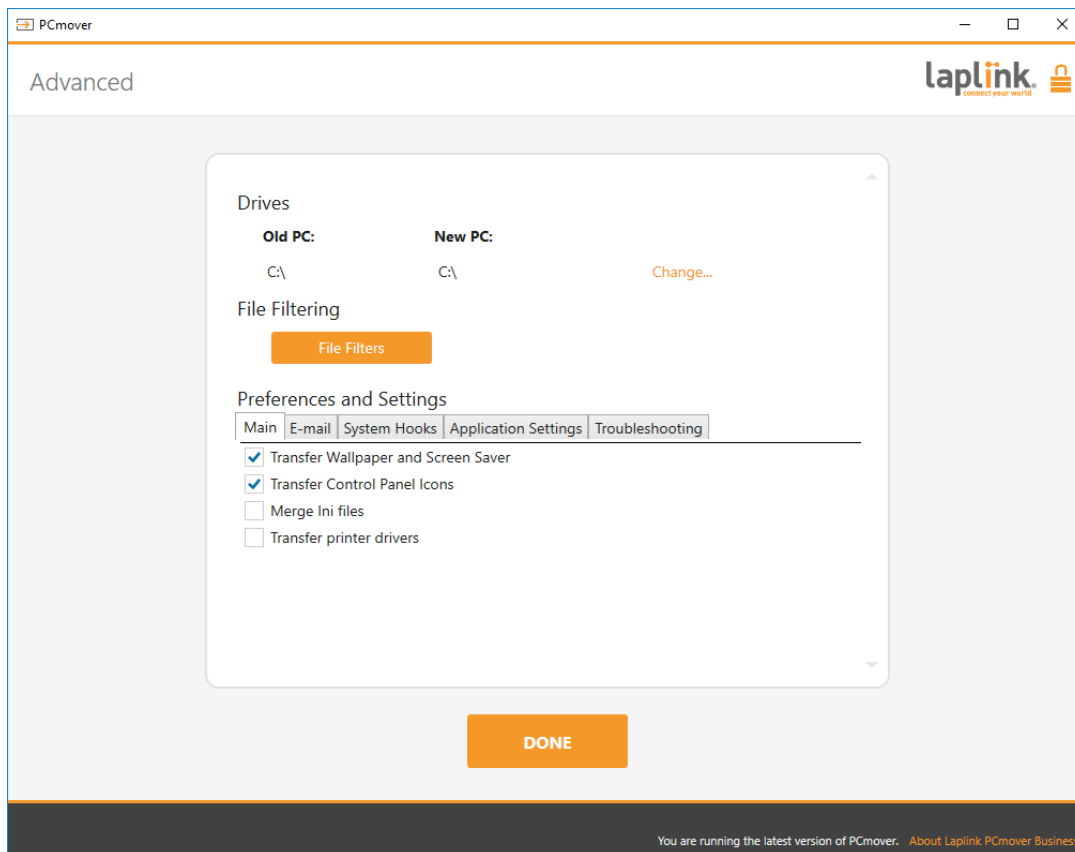 PCmover
Advanced
laplink.
connect your world
Drives
Old PC: New PC:
C:\ C:\ Change...
File Filtering
File Filters
Preferences and Settings
Main E-mail System Hooks Application Settings Troubleshooting
Transfer Wallpaper and Screen Saver
Transfer Control Panel Icons
Merge Ini files
Transfer printer drivers
DONE
You are running the latest version of PCmover. About Laplink PCmover Business